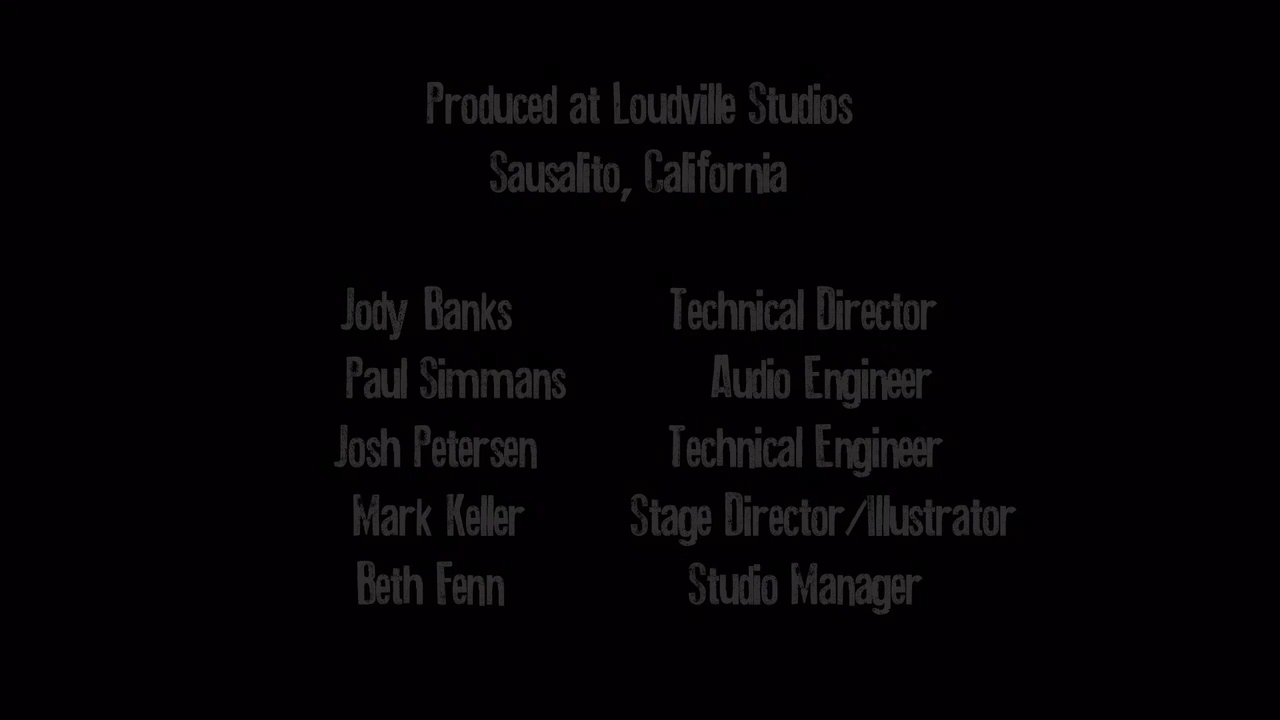 Produced at Loudville Studios
Sausalito, California
Jody Banks Technical Director
Paul Simmans Audio Engineer
Josh Petersen Technical Engineer
Mark Keller Stage Director/Illustrator
Beth Fenn Studio Manager